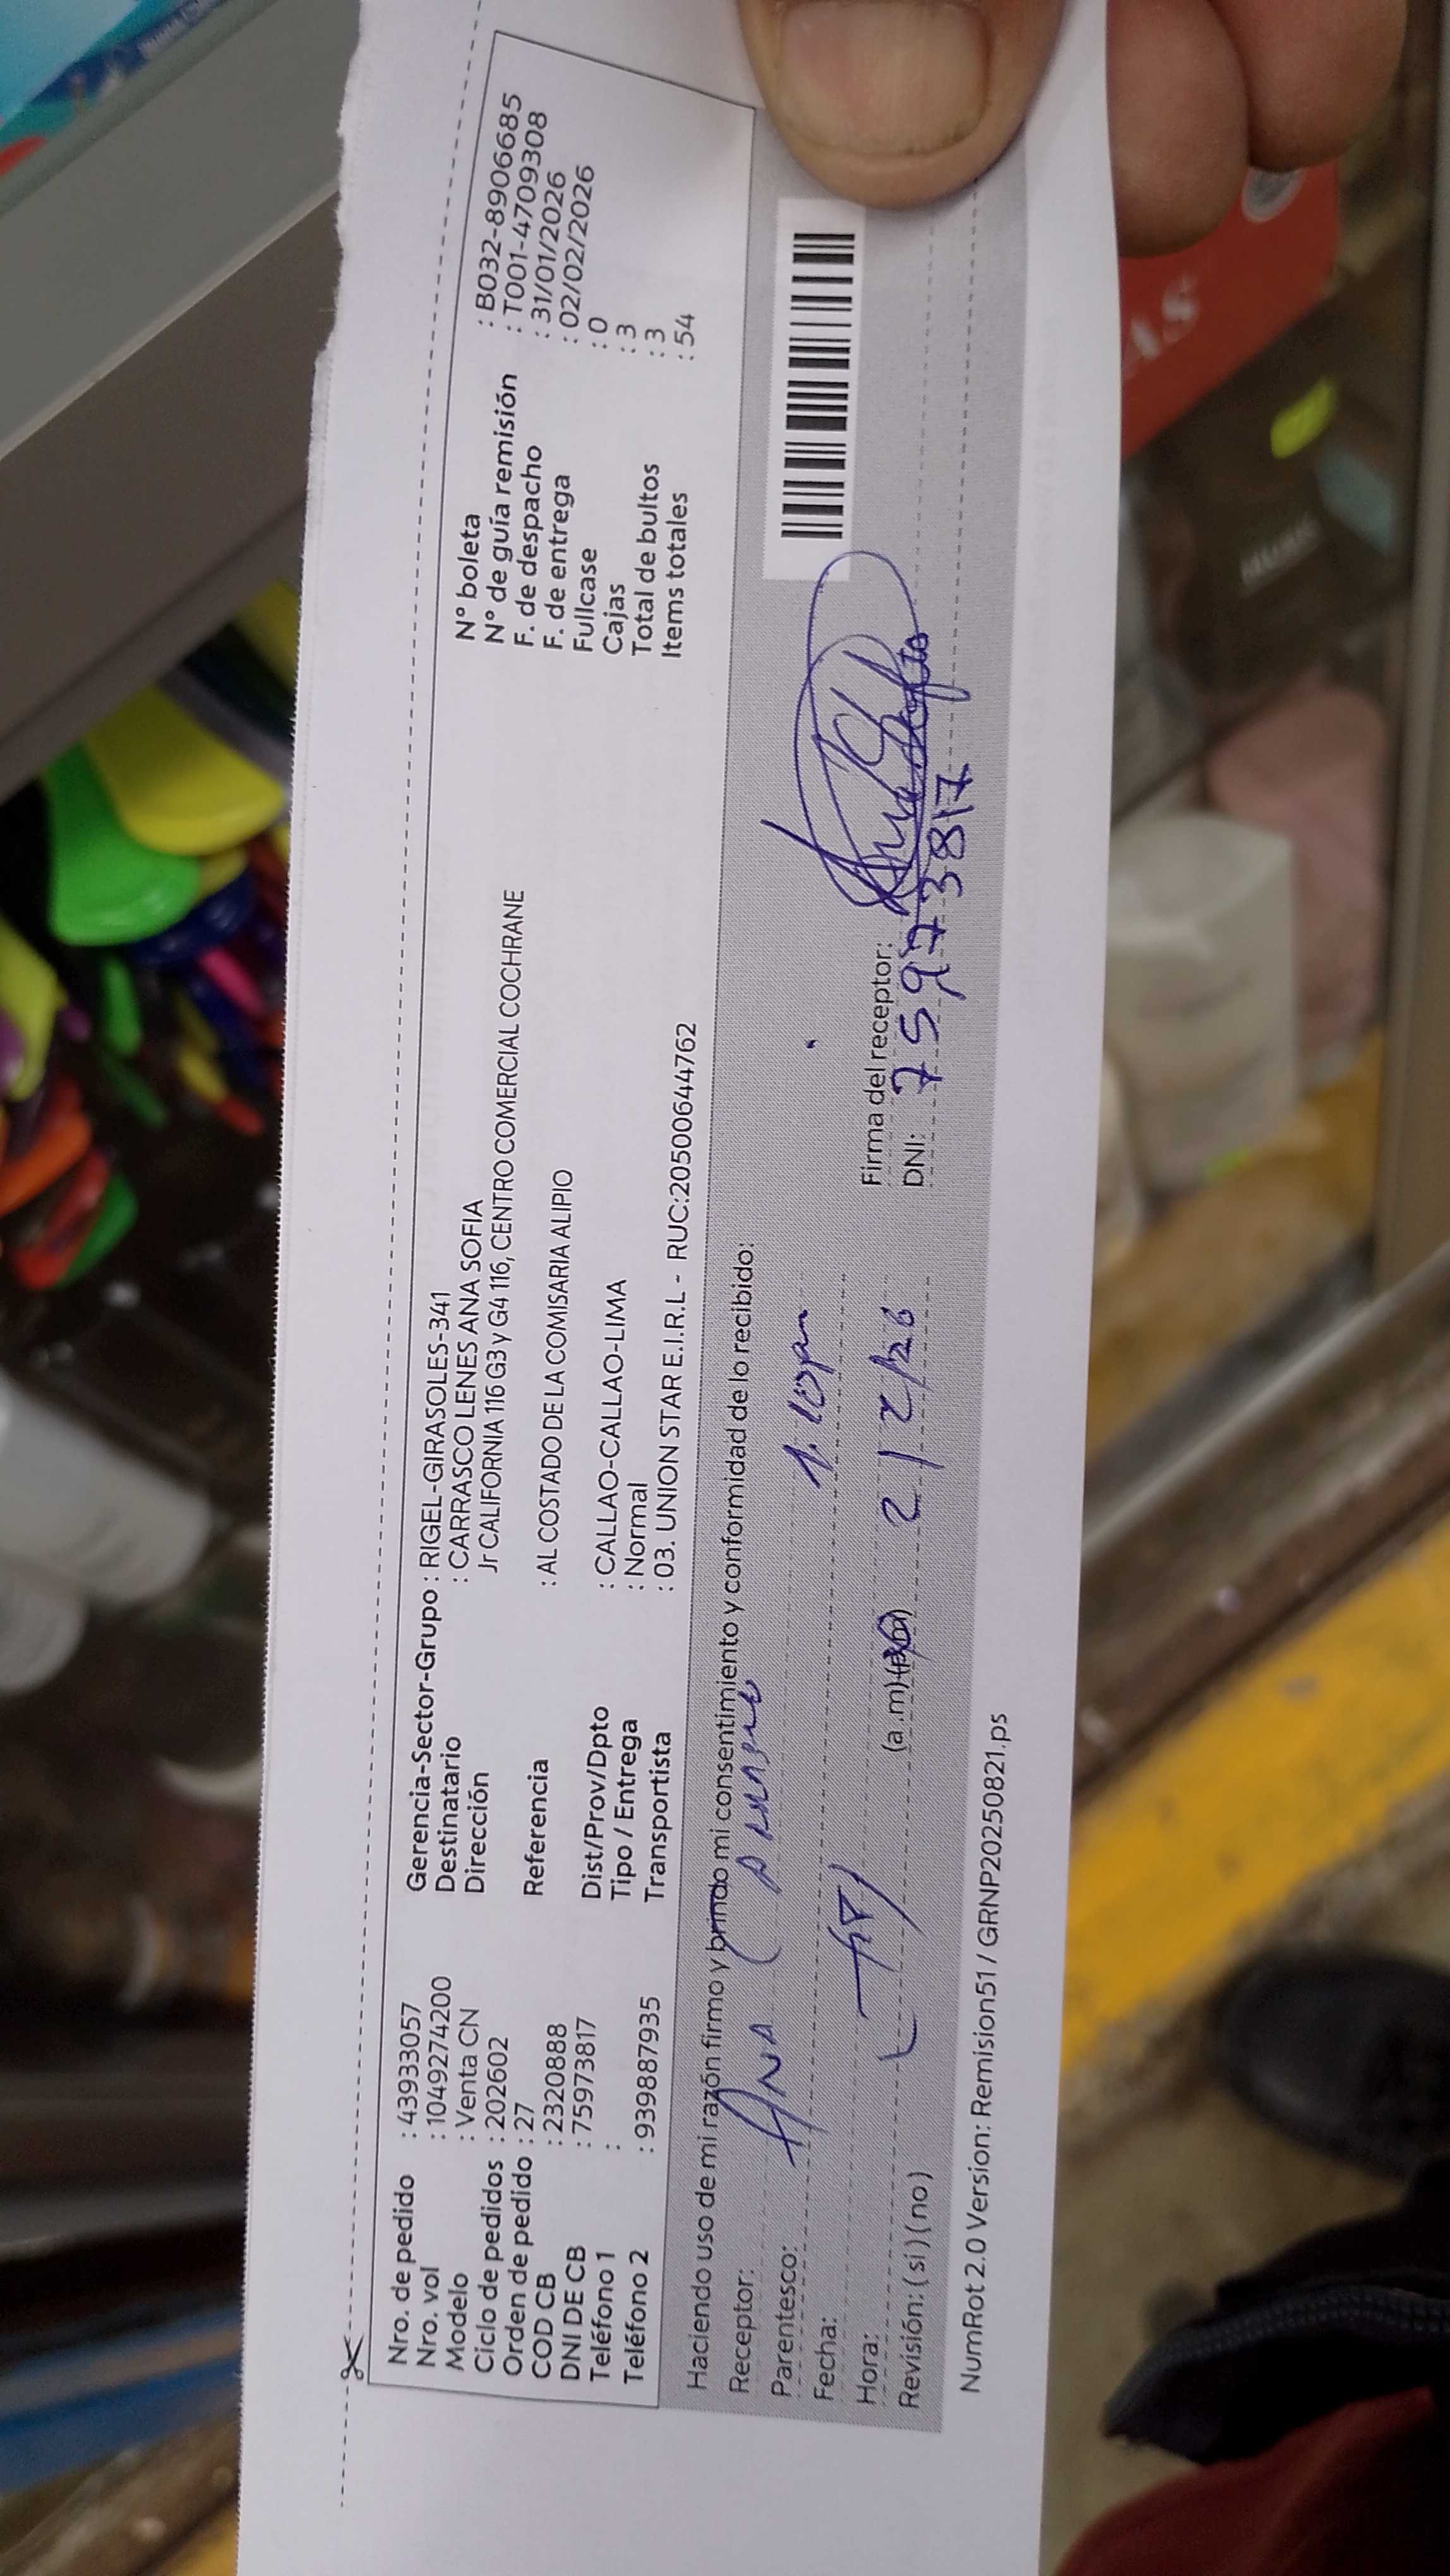 Nro. de pedido : 43933057
Nro. vol : 10492274200
Modelo : Venta CN
Ciclo de pedidos : 202602
Orden de pedido : 27
COD CB : 2320888
DNI DE CB : 75973817
Teléfono 1 :
Teléfono 2 : 939887935
Gerencia-Sector-Grupo : RIGEL-GIRASOLES-341
Destinatario : CARRASCO LENES ANA SOFIA
Dirección Jr CALIFORNIA 116 G3 y G4 116, CENTRO COMERCIAL COCHRANE
Referencia : AL COSTADO DE LA COMISARIA ALIPIO
Dist/Prov/Dpto : CALLAO-CALLAO-LIMA
Tipo / Entrega : Normal
Transportista : 03. UNION STAR E.I.R.L - RUC:20500644762
N° boleta : B032-8906685
N° de guía remisión : T001-4709308
F. de despacho : 31/01/2026
F. de entrega : 02/02/2026
Fullcase : 0
Cajas : 3
Total de bultos : 3
Items totales : 54
Haciendo uso de mi razón firmo y brindo mi consentimiento y conformidad de lo recibido:
Receptor: ANA
Parentesco:
Fecha: 1.10pm
Hora: (a.m) 2/2/26
Revisión: (si) (no)
Firma del receptor:
DNI: 75973817
NumRot 2.0 Version: Remision51 / GRNP20250821.ps